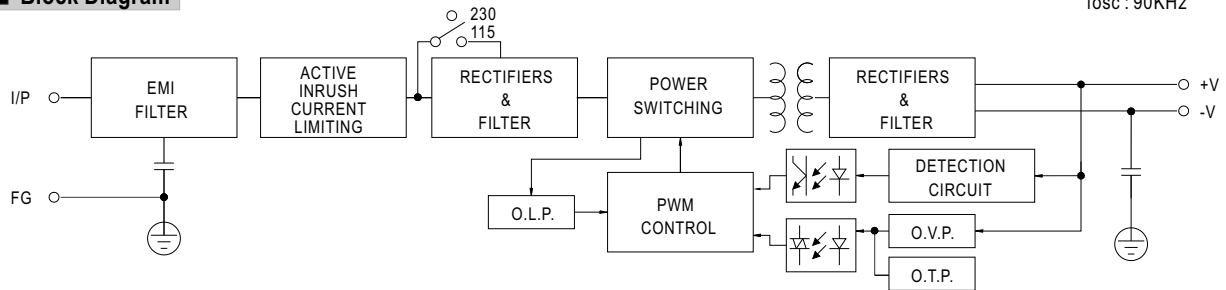 Block Diagram
fosc : 90KHz
230
115
I/P
EMI
FILTER
ACTIVE
INRUSH
CURRENT
LIMITING
RECTIFIERS
&
FILTER
POWER
SWITCHING
RECTIFIERS
&
FILTER
+V
-V
FG
O.L.P.
PWM
CONTROL
DETECTION
CIRCUIT
O.V.P.
O.T.P.